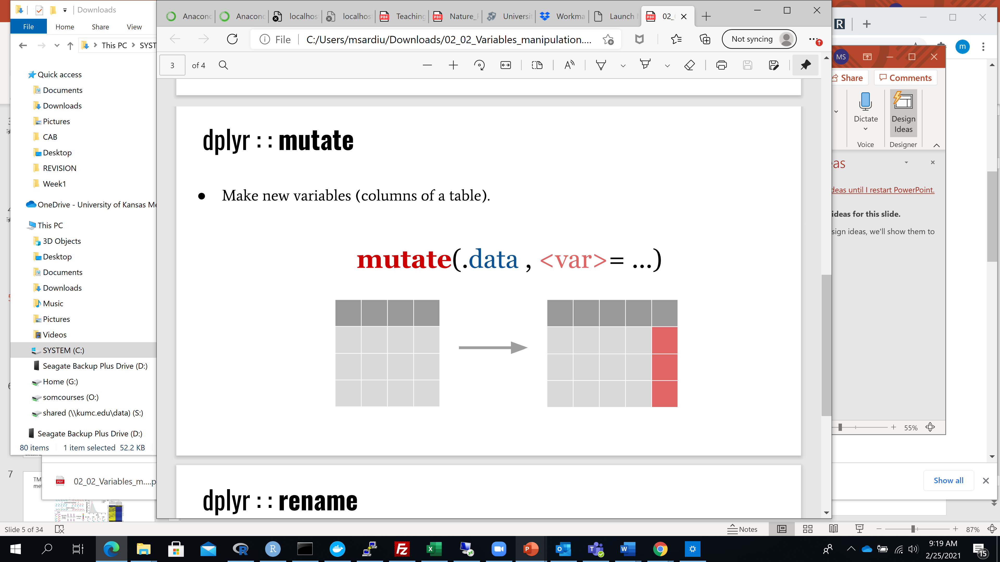 Downloads
File Home Share View
This PC SYST
Quick access
Documents
Downloads
Pictures
CAB
Desktop
REVISION
Week1
OneDrive - University of Kansas Me
This PC
3D Objects
Desktop
Documents
Downloads
Music
Pictures
Videos
SYSTEM (C:)
Seagate Backup Plus Drive (D:)
Home (G:)
somcourses (O:)
shared (\\kumc.edu\data) (S:)
Seagate Backup Plus Drive (D:)
80 items 1 item selected 52.2 KB
Anaconc Anaconc localhos localhos Teaching Nature_ Universit Workma Launch 02_
File C:/Users/msardiu/Downloads/02_02_Variables_manipulation.... Not syncing
3 of 4
dplyr :: mutate
● Make new variables (columns of a table).
mutate(.data , <var>= ...)
dplyr :: rename
R
m
MS
Share Comments
Dictate
Design
Ideas
Voice Designer
eas
deas until I restart PowerPoint.
ideas for this slide.
sign ideas, we'll show them to
55%
7
TM
met
PDF 02_02_Variables_m....p
Show all
Slide 5 of 34 Notes 87%
9:19 AM
2/25/2021
15